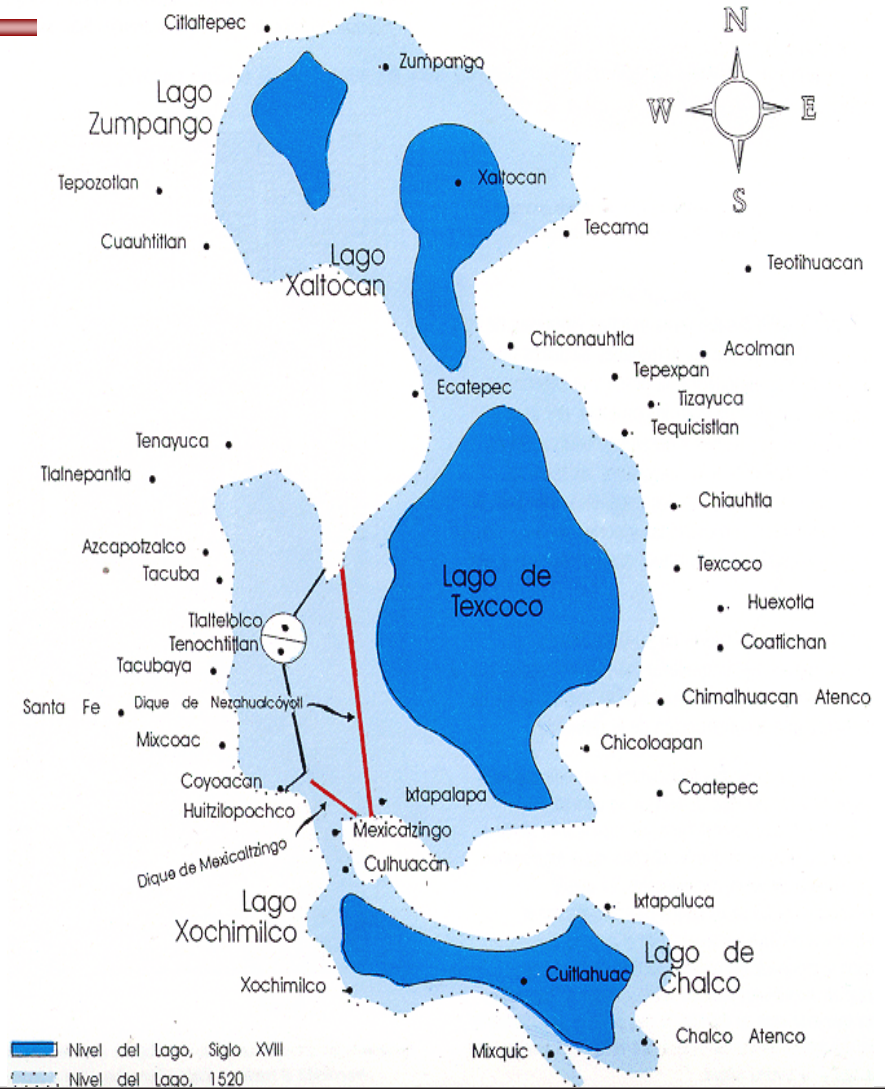 Citlaltepec
N
Zumpango
Lago
Zumpango
W
E
S
Tepozotlan
Xaltocan
Cuauhtitlan
Tecama
Lago
Xaltocan
Teotihuacan
Chiconauhtla
Acolman
Tepexpan
Ecatepec
Tizayuca
Tequicistlan
Tenayuca
Tlalnepantla
Chiauhtla
Azcapotzalco
Tacuba
Lago de
Texcoco
Texcoco
Huexotla
Tlaltelolco
Tenochtitlan
Coatlichan
Tacubaya
Santa Fe
Dique de Nezahualcóyotl
Chimalhuacan Atenco
Mixcoac
Chicoloapan
Coyoacan
Ixtapalapa
Coatepec
Huitzilopochco
Mexicaltzingo
Dique de Mexicaltzingo
Culhuacán
Lago
Xochimilco
Ixtapaluca
Lago de
Chalco
Cuitlahuac
Xochimilco
Chalco Atenco
Mixquic
Nivel del Lago, Siglo XVIII
Nivel del Lago, 1520